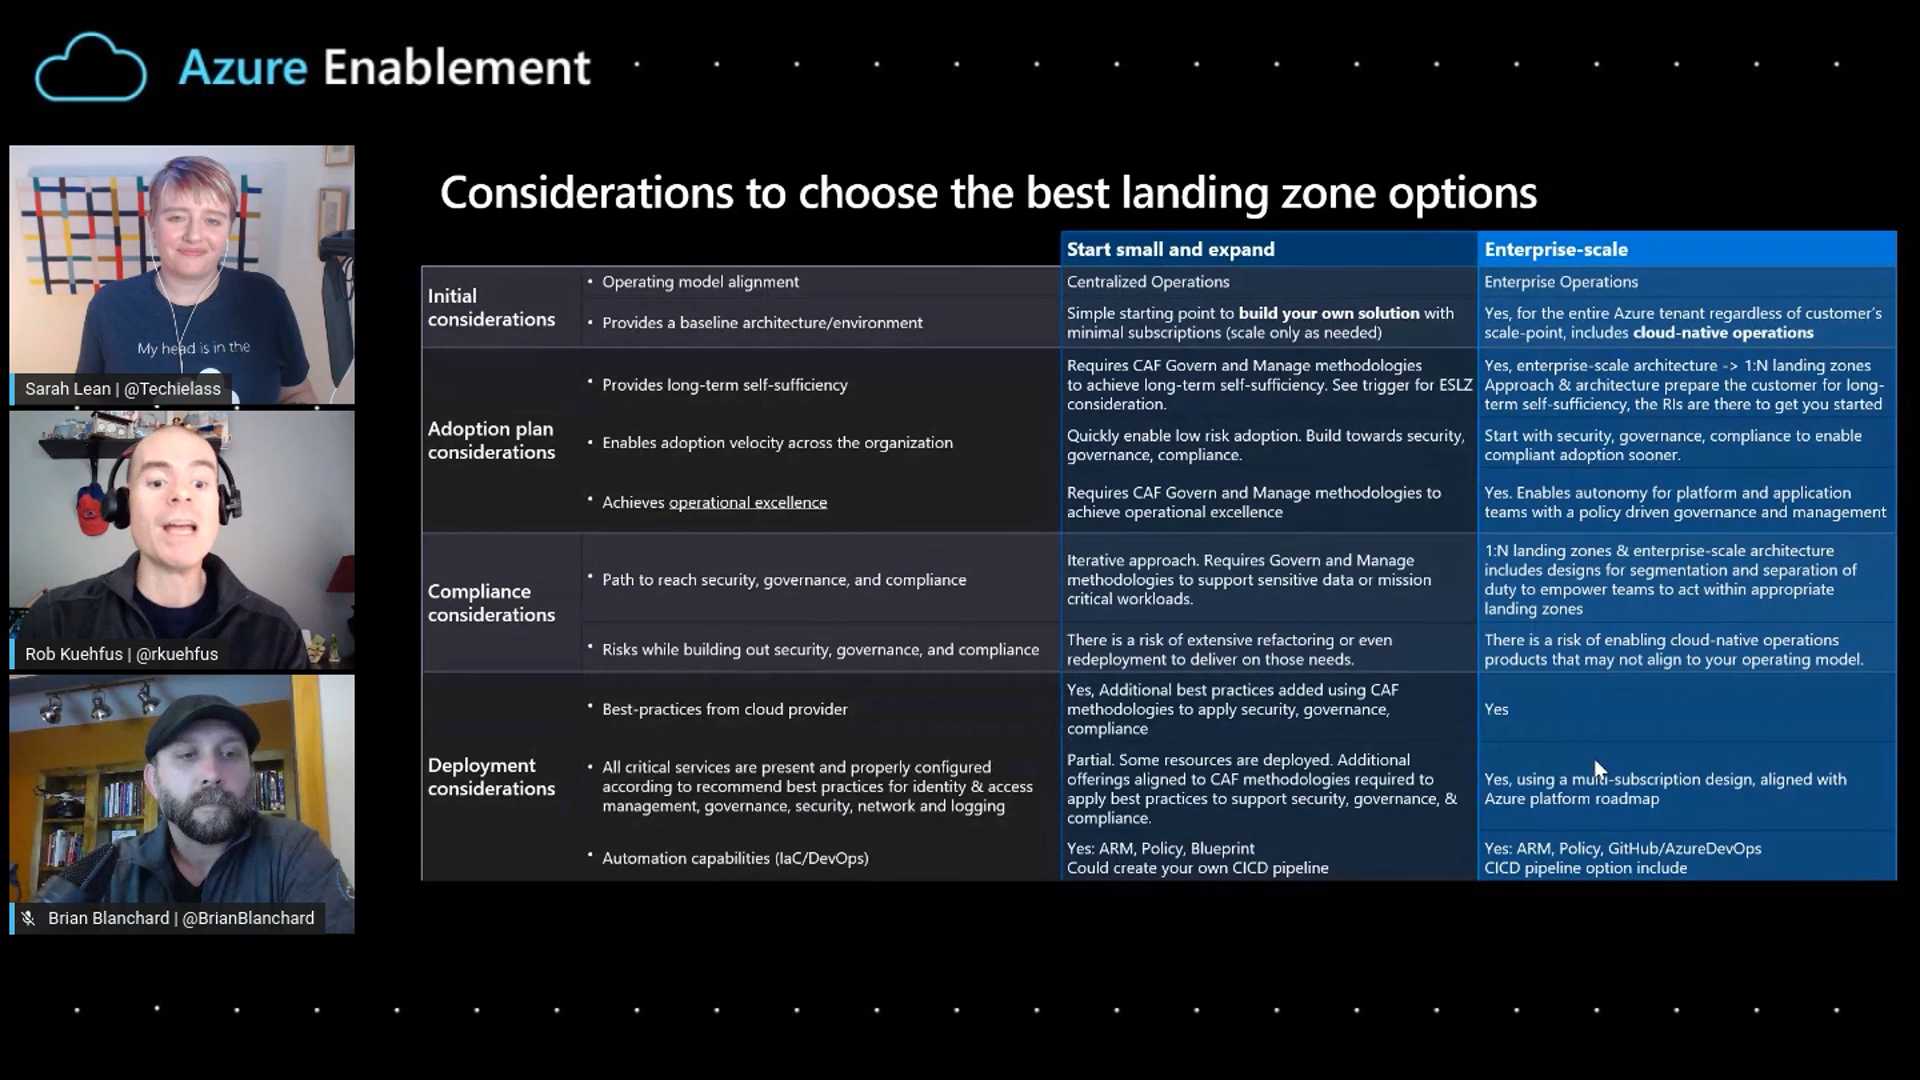 Azure Enablement
Considerations to choose the best landing zone options
My head is in the
Sarah Lean | @Techielass
Rob Kuehfus | @rkuehfus
Brian Blanchard | @BrianBlanchard
Start small and expand
Enterprise-scale
Initial
considerations
• Operating model alignment
Centralized Operations
Enterprise Operations
• Provides a baseline architecture/environment
Simple starting point to build your own solution with
minimal subscriptions (scale only as needed)
Yes, for the entire Azure tenant regardless of customer's
scale-point, includes cloud-native operations
Adoption plan
considerations
• Provides long-term self-sufficiency
Requires CAF Govern and Manage methodologies
to achieve long-term self-sufficiency. See trigger for ESLZ
consideration.
Yes, enterprise-scale architecture -> 1:N landing zones
Approach & architecture prepare the customer for long-
term self-sufficiency, the RIs are there to get you started
• Enables adoption velocity across the organization
Quickly enable low risk adoption. Build towards security,
governance, compliance.
Start with security, governance, compliance to enable
compliant adoption sooner.
• Achieves operational excellence
Requires CAF Govern and Manage methodologies to
achieve operational excellence
Yes. Enables autonomy for platform and application
teams with a policy driven governance and management
Compliance
considerations
• Path to reach security, governance, and compliance
Iterative approach. Requires Govern and Manage
methodologies to support sensitive data or mission
critical workloads.
1:N landing zones & enterprise-scale architecture
includes designs for segmentation and separation of
duty to empower teams to act within appropriate
landing zones
• Risks while building out security, governance, and compliance
There is a risk of extensive refactoring or even
redeployment to deliver on those needs.
There is a risk of enabling cloud-native operations
products that may not align to your operating model.
Deployment
considerations
• Best-practices from cloud provider
Yes, Additional best practices added using CAF
methodologies to apply security, governance,
compliance
Yes
• All critical services are present and properly configured
according to recommend best practices for identity & access
management, governance, security, network and logging
Partial. Some resources are deployed. Additional
offerings aligned to CAF methodologies required to
apply best practices to support security, governance, &
compliance.
Yes, using a multi-subscription design, aligned with
Azure platform roadmap
• Automation capabilities (IaC/DevOps)
Yes: ARM, Policy, Blueprint
Could create your own CICD pipeline
Yes: ARM, Policy, GitHub/AzureDevOps
CICD pipeline option include